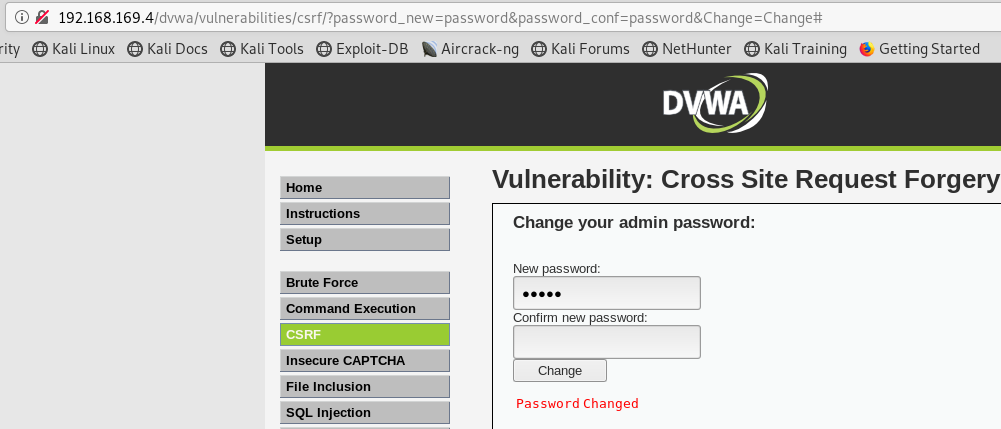 192.168.169.4/dvwa/vulnerabilities/csrf/?password_new=password&password_conf=password&Change=Change#
rity Kali Linux Kali Docs Kali Tools Exploit-DB Aircrack-ng Kali Forums NetHunter Kali Training Getting Started
DVWA
Home
Instructions
Setup
Brute Force
Command Execution
CSRF
Insecure CAPTCHA
File Inclusion
SQL Injection
Vulnerability: Cross Site Request Forgery
Change your admin password:
New password:
●●●●●
Confirm new password:
Change
Password Changed